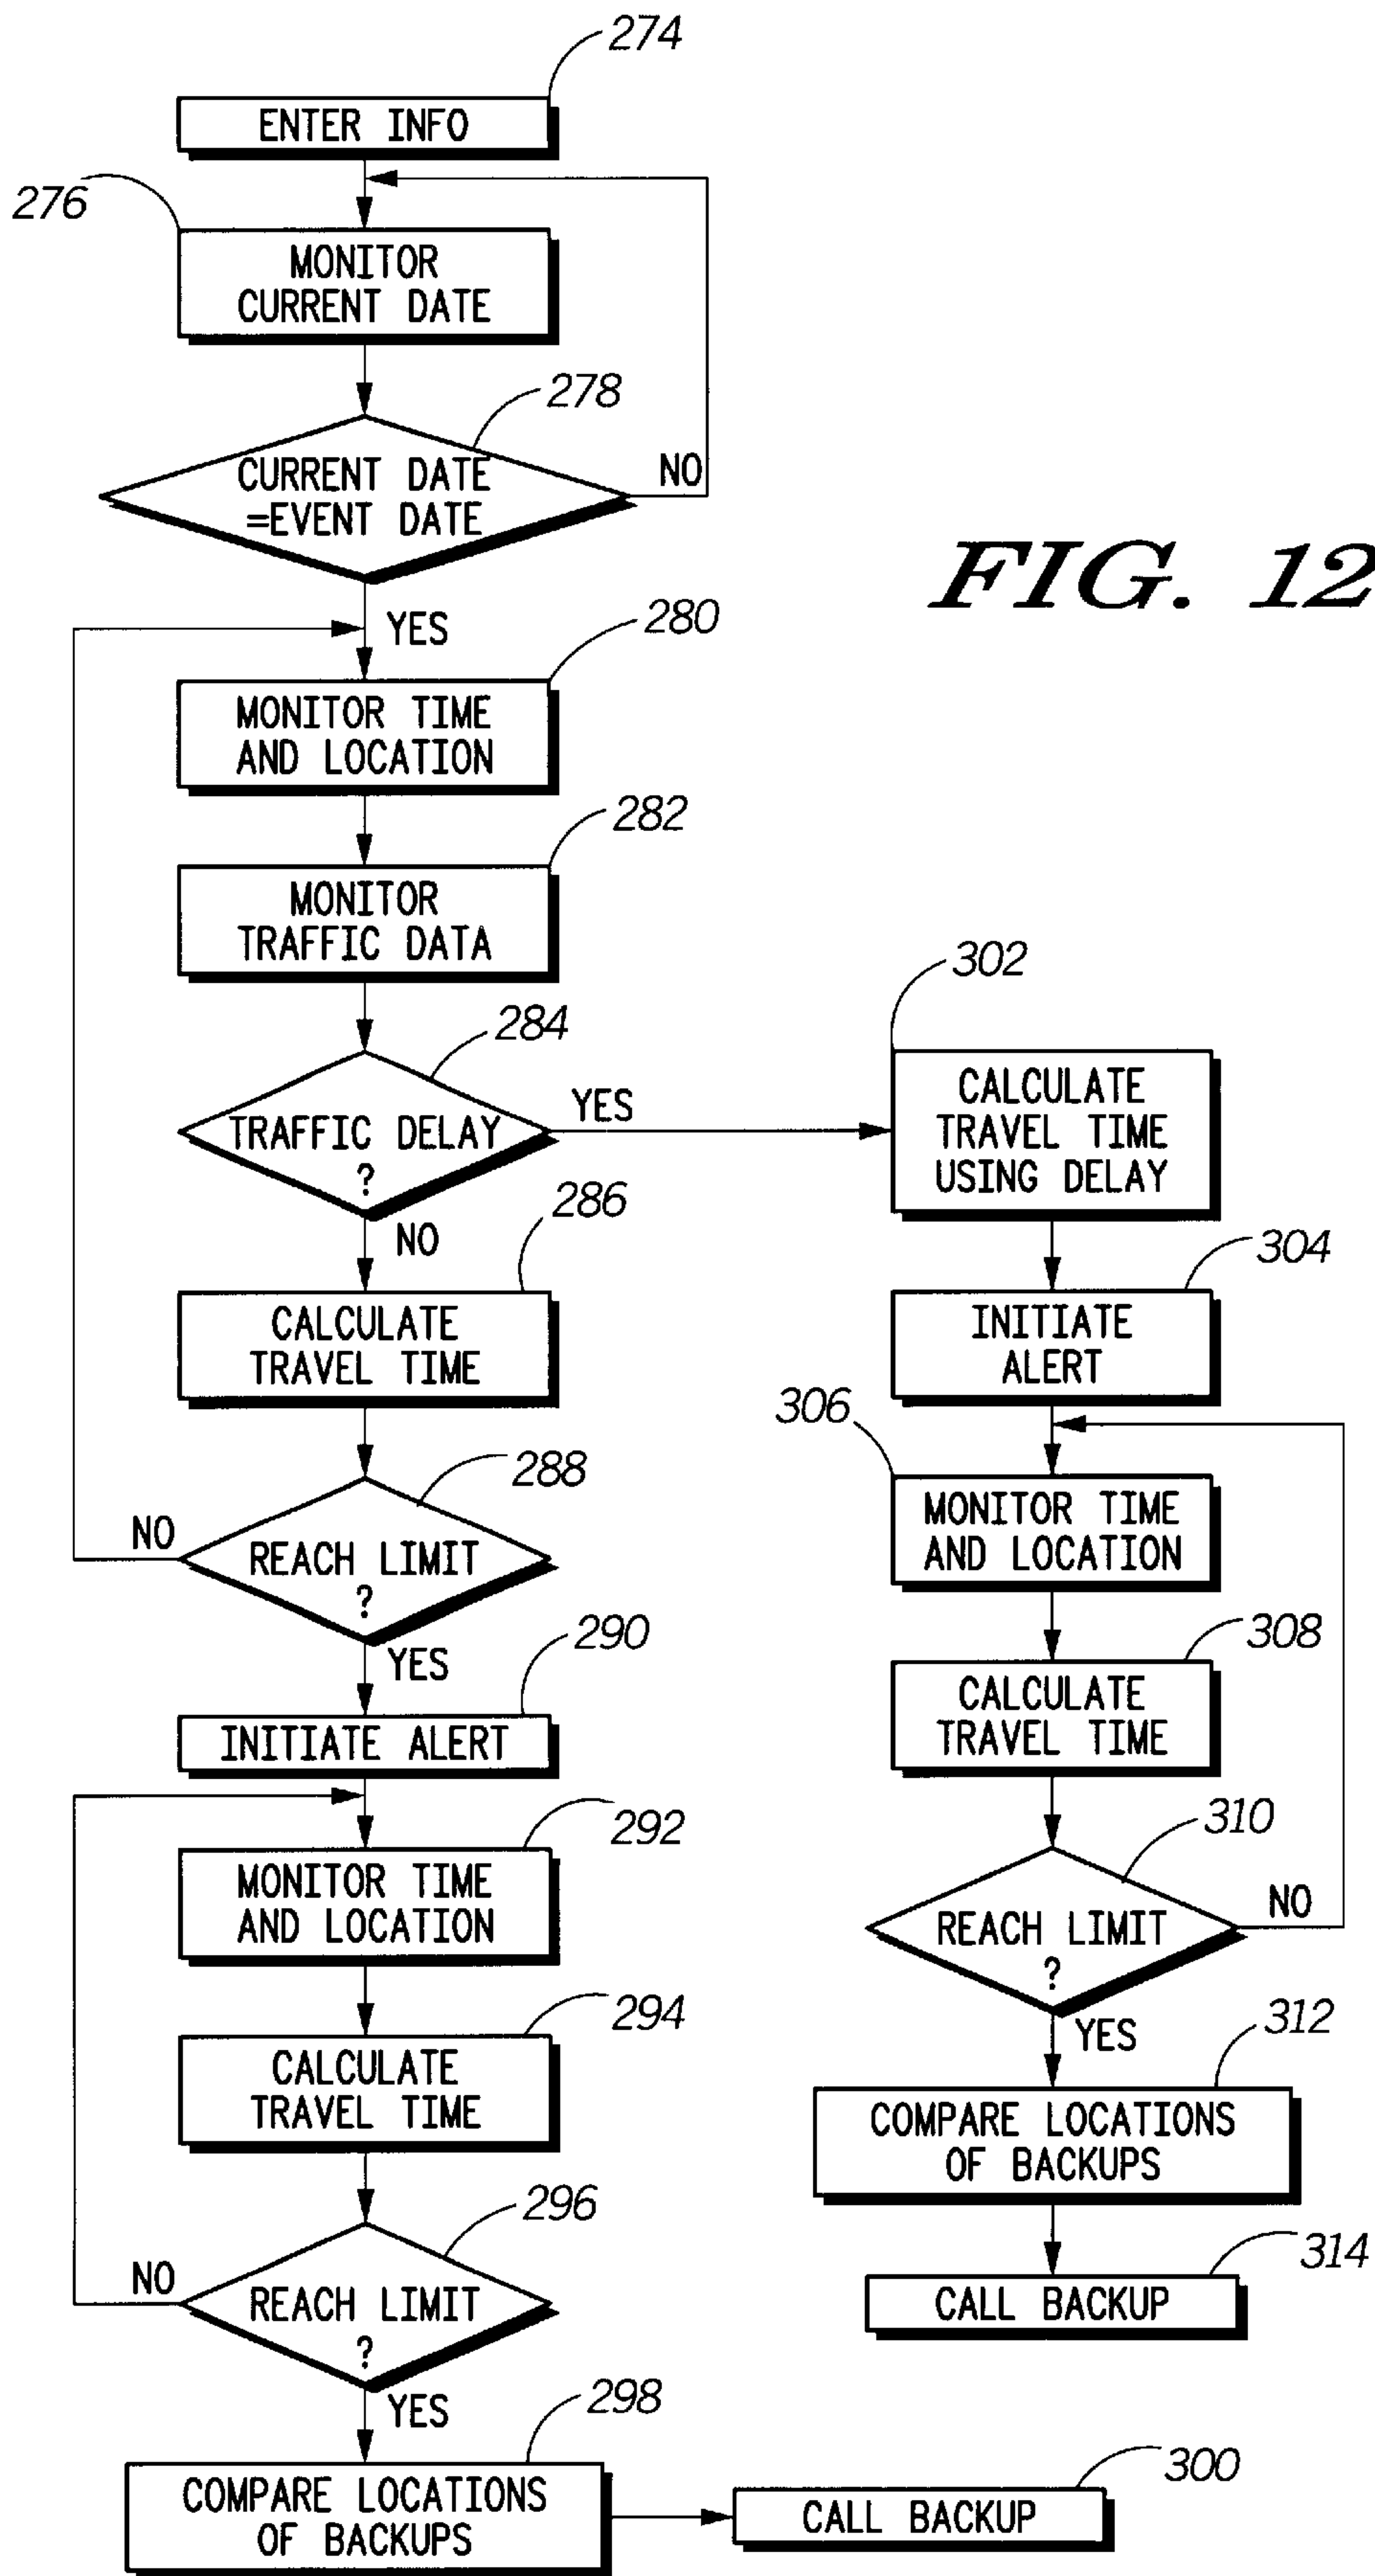 274
ENTER INFO
276
MONITOR
CURRENT DATE
278
CURRENT DATE
=EVENT DATE
NO
FIG. 12
YES
280
MONITOR TIME
AND LOCATION
282
MONITOR
TRAFFIC DATA
284
TRAFFIC DELAY
?
YES
NO
286
CALCULATE
TRAVEL TIME
288
REACH LIMIT
?
NO
YES
290
INITIATE ALERT
292
MONITOR TIME
AND LOCATION
294
CALCULATE
TRAVEL TIME
296
REACH LIMIT
?
NO
YES
298
COMPARE LOCATIONS
OF BACKUPS
300
CALL BACKUP
302
CALCULATE
TRAVEL TIME
USING DELAY
304
INITIATE
ALERT
306
MONITOR TIME
AND LOCATION
308
CALCULATE
TRAVEL TIME
310
REACH LIMIT
?
NO
YES
312
COMPARE LOCATIONS
OF BACKUPS
314
CALL BACKUP